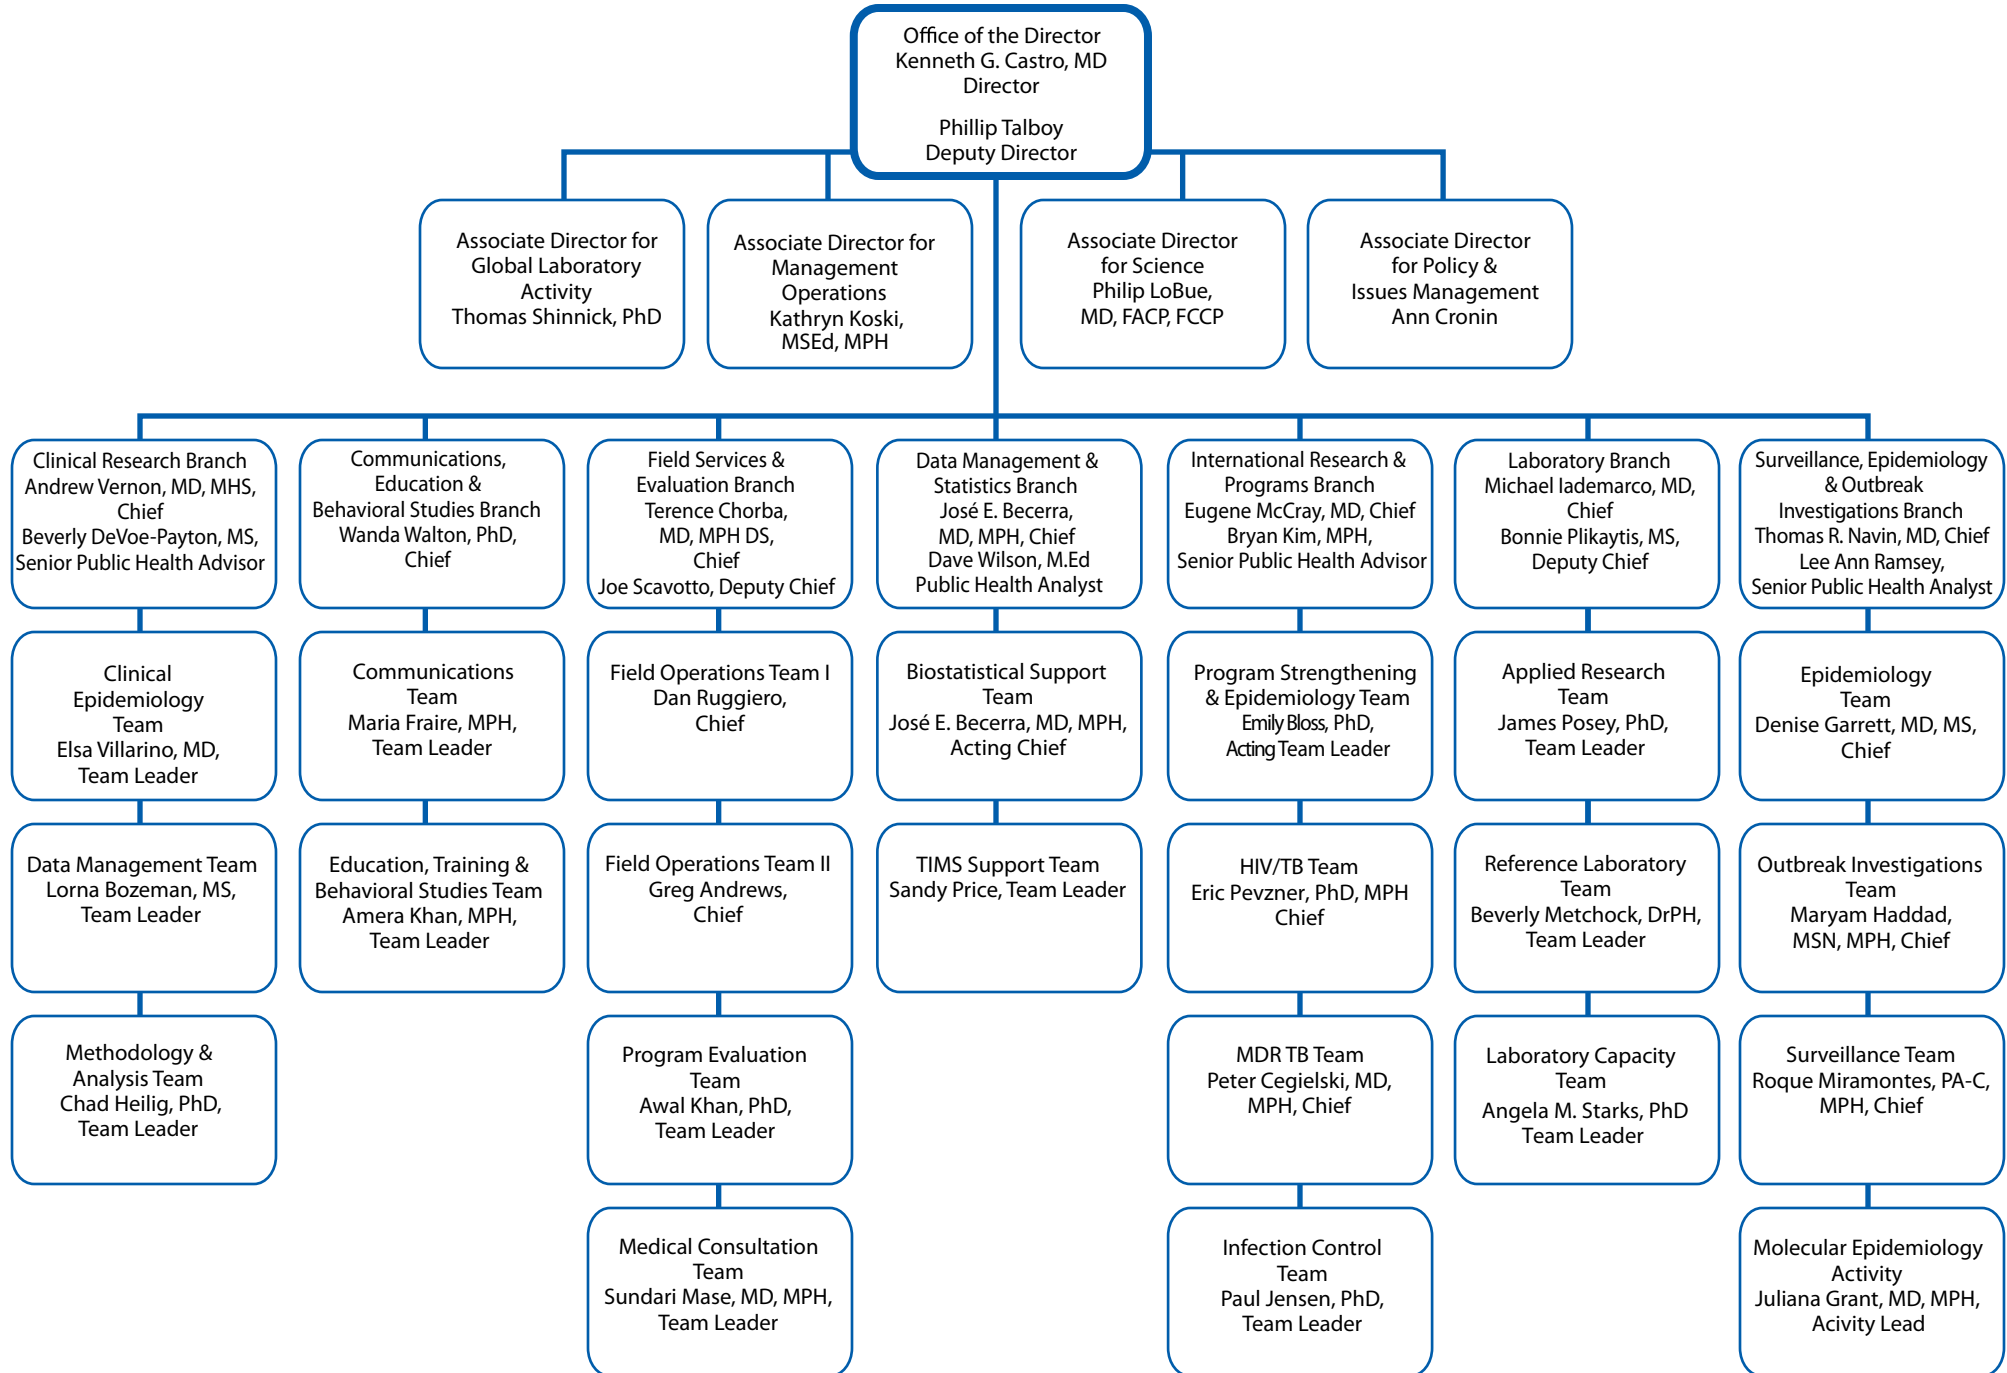 Office of the Director
Kenneth G. Castro, MD
Director
Phillip Talboy
Deputy Director
Associate Director for
Global Laboratory
Activity
Thomas Shinnick, PhD
Associate Director for
Management
Operations
Kathryn Koski,
MSEd, MPH
Associate Director
for Science
Philip LoBue,
MD, FACP, FCCP
Associate Director
for Policy &
Issues Management
Ann Cronin
Clinical Research Branch
Andrew Vernon, MD, MHS,
Chief
Beverly DeVoe-Payton, MS,
Senior Public Health Advisor
Communications,
Education &
Behavioral Studies Branch
Wanda Walton, PhD,
Chief
Field Services &
Evaluation Branch
Terence Chorba,
MD, MPH DS,
Chief
Joe Scavotto, Deputy Chief
Data Management &
Statistics Branch
José E. Becerra,
MD, MPH, Chief
Dave Wilson, M.Ed
Public Health Analyst
International Research &
Programs Branch
Eugene McCray, MD, Chief
Bryan Kim, MPH,
Senior Public Health Advisor
Laboratory Branch
Michael Iademarco, MD,
Chief
Bonnie Plikaytis, MS,
Deputy Chief
Surveillance, Epidemiology
& Outbreak
Investigations Branch
Thomas R. Navin, MD, Chief
Lee Ann Ramsey,
Senior Public Health Analyst
Clinical
Epidemiology
Team
Elsa Villarino, MD,
Team Leader
Communications
Team
Maria Fraire, MPH,
Team Leader
Field Operations Team I
Dan Ruggiero,
Chief
Biostatistical Support
Team
José E. Becerra, MD, MPH,
Acting Chief
Program Strengthening
& Epidemiology Team
Emily Bloss, PhD,
Acting Team Leader
Applied Research
Team
James Posey, PhD,
Team Leader
Epidemiology
Team
Denise Garrett, MD, MS,
Chief
Data Management Team
Lorna Bozeman, MS,
Team Leader
Education, Training &
Behavioral Studies Team
Amera Khan, MPH,
Team Leader
Field Operations Team II
Greg Andrews,
Chief
TIMS Support Team
Sandy Price, Team Leader
HIV/TB Team
Eric Pevzner, PhD, MPH
Chief
Reference Laboratory
Team
Beverly Metchock, DrPH,
Team Leader
Outbreak Investigations
Team
Maryam Haddad,
MSN, MPH, Chief
Methodology &
Analysis Team
Chad Heilig, PhD,
Team Leader
Program Evaluation
Team
Awal Khan, PhD,
Team Leader
MDR TB Team
Peter Cegielski, MD,
MPH, Chief
Laboratory Capacity
Team
Angela M. Starks, PhD
Team Leader
Surveillance Team
Roque Miramontes, PA-C,
MPH, Chief
Medical Consultation
Team
Sundari Mase, MD, MPH,
Team Leader
Infection Control
Team
Paul Jensen, PhD,
Team Leader
Molecular Epidemiology
Activity
Juliana Grant, MD, MPH,
Acivity Lead